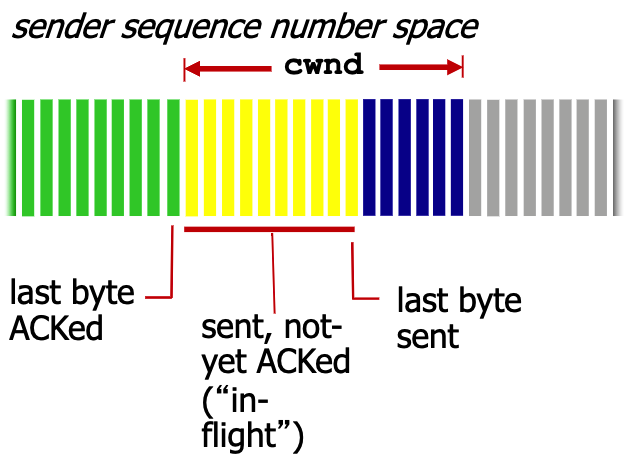 sender sequence number space
cwnd
last byte
ACKed
sent, not-
yet ACKed
(“in-
flight”)
last byte
sent